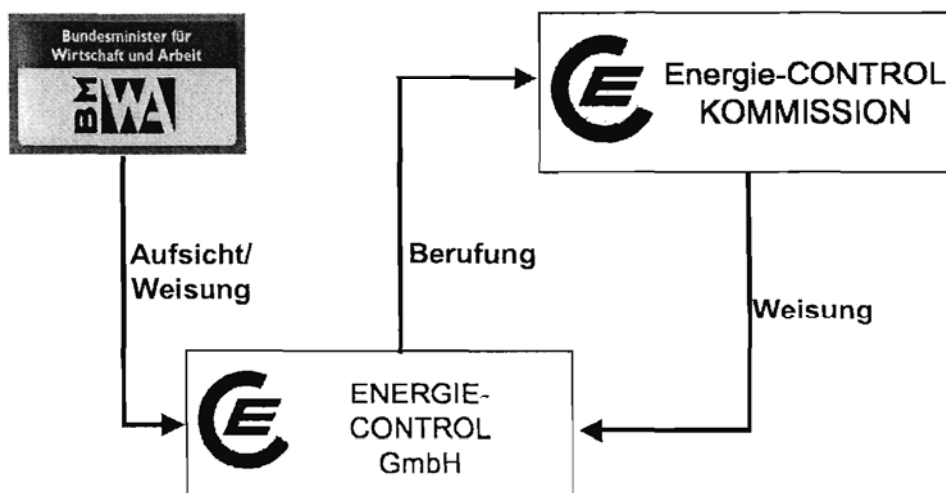 Bundesminister für
Wirtschaft und Arbeit
BM
WA
Energie-CONTROL
KOMMISSION
Aufsicht/
Weisung
Berufung
Weisung
ENERGIE-
CONTROL
GmbH